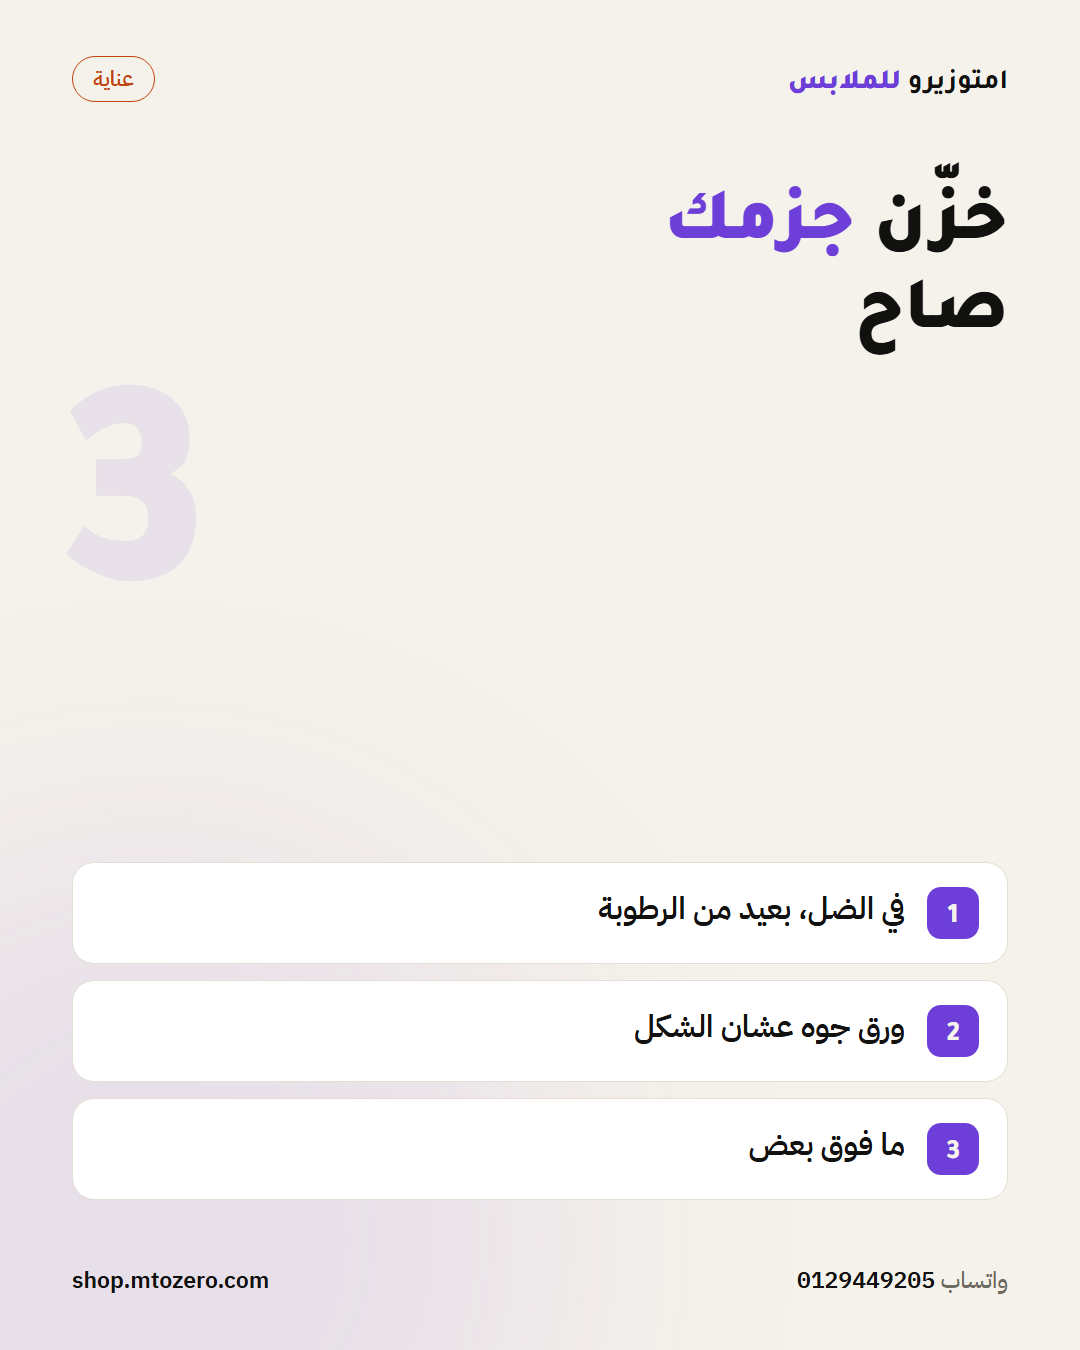 امتوزيرو للملابس
عناية
خزّن جزمك
صاح
3
1 في الضل، بعيد من الرطوبة
2 ورق جوه عشان الشكل
3 ما فوق بعض
واتساب 0129449205
shop.mtozero.com